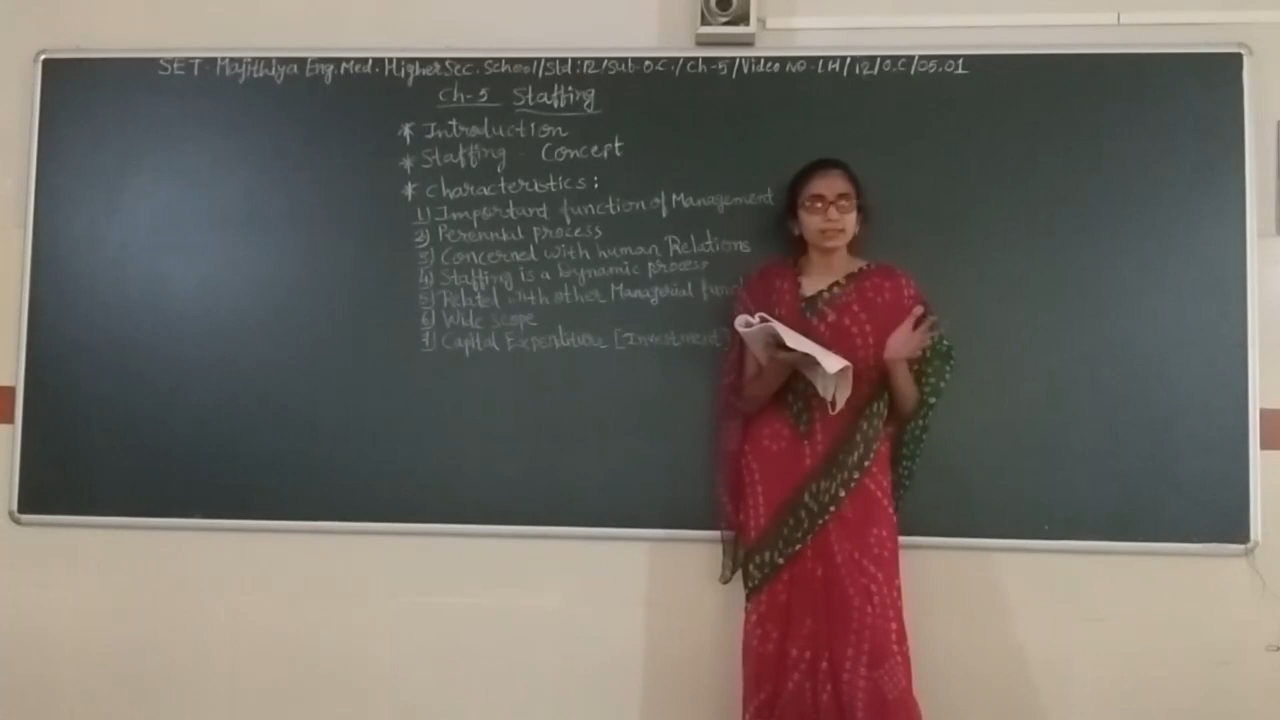 SET. Majithiya Eng. Med. Higher Sec. School/Std:12/Sub-O.C./Ch-5/Video No-LH/12/O.C/05.01
Ch-5 Staffing
* Introduction
* Staffing - Concept
* Characteristics:
1) Important function of Management
2) Perennial process
3) Concerned with human Relations
4) Staffing is a Dynamic process
5) Related with other Managerial func
6) Wide scope
7) Capital Expenditure [Investment]